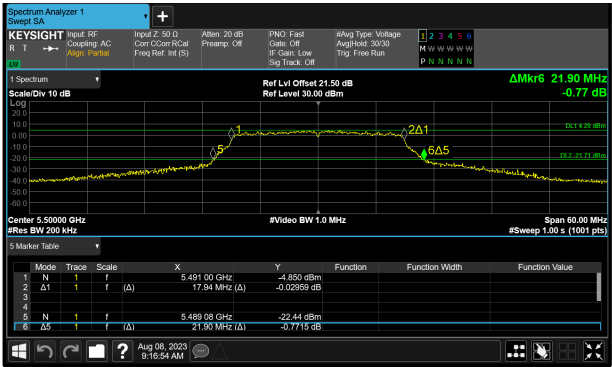 Spectrum Analyzer 1
Swept SA
KEYSIGHT Input: RF Input Z: 50 Ω Atten: 20 dB PNO: Fast #Avg Type: Voltage 1 2 3 4 5 6
R T Coupling: AC Corr CCorr RCal Preamp: Off Gate: Off Avg|Hold: 30/30 M W W W W W
Align: Partial Freq Ref: Int (S) IF Gain: Low Trig: Free Run
LW Sig Track: Off P N N N N N
1 Spectrum Ref Lvl Offset 21.50 dB ΔMkr6 21.90 MHz
Scale/Div 10 dB Ref Level 30.00 dBm -0.77 dB
Log
20.0
10.0
0.00
-10.0
-20.0
-30.0
-40.0
-50.0
-60.0
1
2Δ1
5
6Δ5
DL1 4.29 dBm
DL2 -21.71 dBm
Center 5.50000 GHz #Video BW 1.0 MHz Span 60.00 MHz
#Res BW 200 kHz #Sweep 1.00 s (1001 pts)
5 Marker Table
Mode Trace Scale X Y Function Function Width Function Value
1 N 1 f 5.491 00 GHz -4.850 dBm
2 Δ1 1 f (Δ) 17.94 MHz (Δ) -0.02959 dB
3
4
5 N 1 f 5.489 08 GHz -22.44 dBm
6 Δ5 1 f (Δ) 21.90 MHz (Δ) -0.7715 dB
? Aug 08, 2023
9:16:54 AM